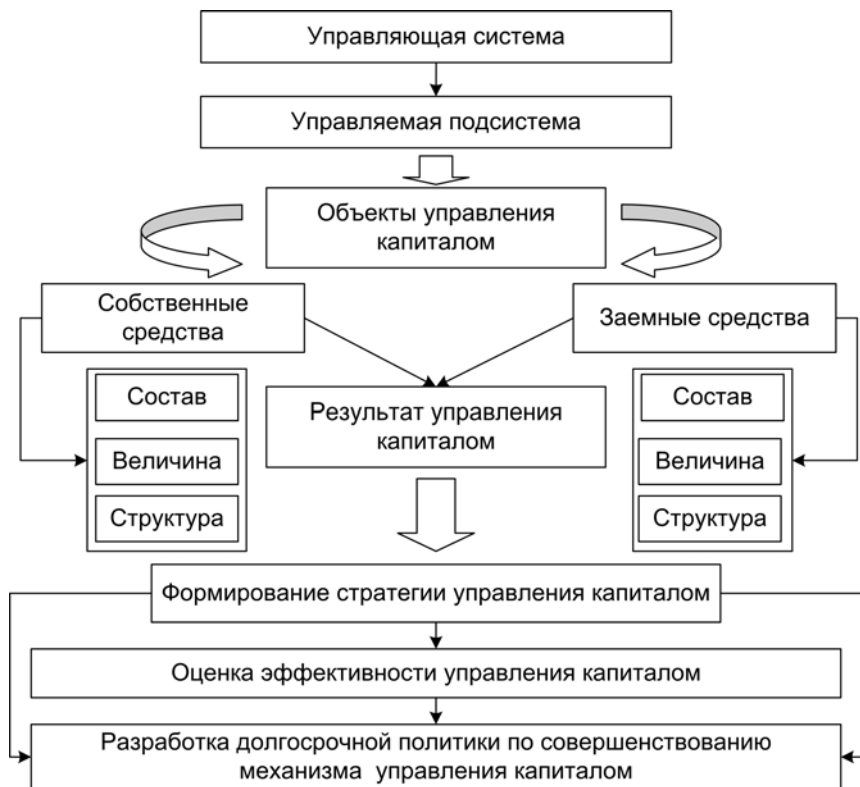 Управляющая система
Управляемая подсистема
Объекты управления
капиталом
Собственные
средства
Заемные средства
Состав
Величина
Структура
Результат управления
капиталом
Состав
Величина
Структура
Формирование стратегии управления капиталом
Оценка эффективности управления капиталом
Разработка долгосрочной политики по совершенствованию
механизма управления капиталом